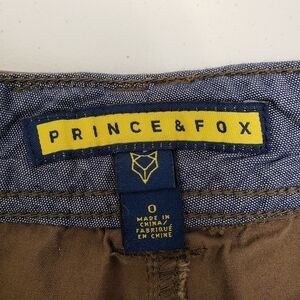 PRINCE & FOX
0
MADE IN
CHINA/
FABRIQUÉ
EN CHINE